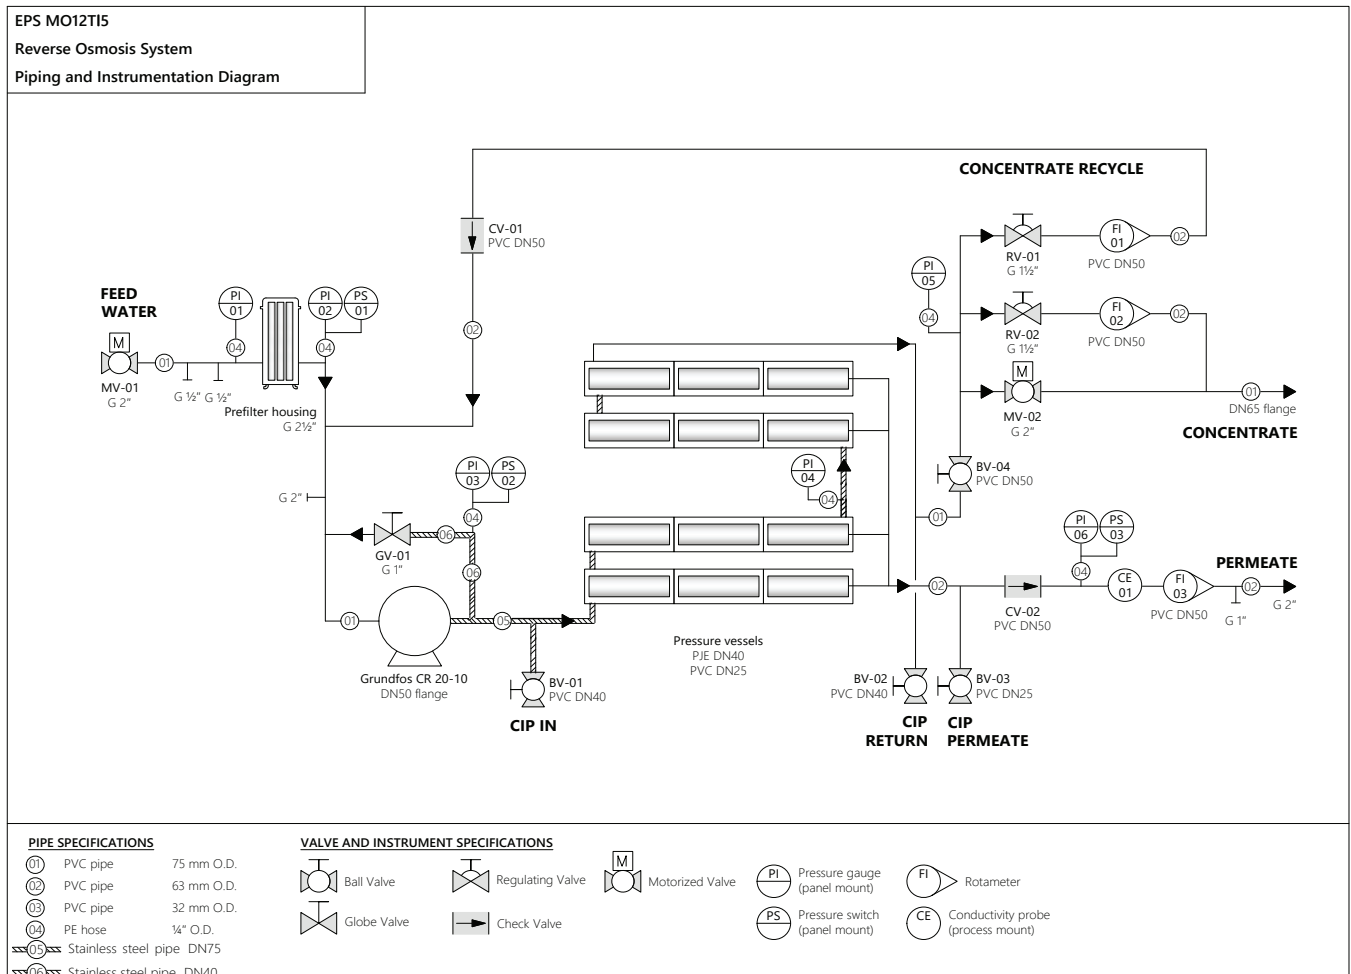 EPS MO12TI5
Reverse Osmosis System
Piping and Instrumentation Diagram
CONCENTRATE RECYCLE
CV-01
PVC DN50
RV-01
G 1½"
FI
01
PVC DN50
02
PI
05
04
FEED
WATER
M
MV-01
G 2"
01
G ½"
G ½"
PI
01
04
PI
02
PS
01
04
Prefilter housing
G 2½"
02
RV-02
G 1½"
FI
02
PVC DN50
02
M
MV-02
G 2"
01
DN65 flange
CONCENTRATE
BV-04
PVC DN50
01
PI
03
PS
02
04
PI
04
04
G 2"
GV-01
G 1"
06
06
01
Grundfos CR 20-10
DN50 flange
05
BV-01
PVC DN40
CIP IN
Pressure vessels
PJE DN40
PVC DN25
02
CV-02
PVC DN50
PI
06
PS
03
04
CE
01
FI
03
PVC DN50
G 1"
02
PERMEATE
G 2"
BV-02
PVC DN40
CIP
RETURN
BV-03
PVC DN25
CIP
PERMEATE
PIPE SPECIFICATIONS
01 PVC pipe 75 mm O.D.
02 PVC pipe 63 mm O.D.
03 PVC pipe 32 mm O.D.
04 PE hose ¼" O.D.
05 Stainless steel pipe DN75
06 Stainless steel pipe DN40
VALVE AND INSTRUMENT SPECIFICATIONS
Ball Valve
Regulating Valve
M Motorized Valve
Globe Valve
Check Valve
PI Pressure gauge
(panel mount)
FI Rotameter
PS Pressure switch
(panel mount)
CE Conductivity probe
(process mount)